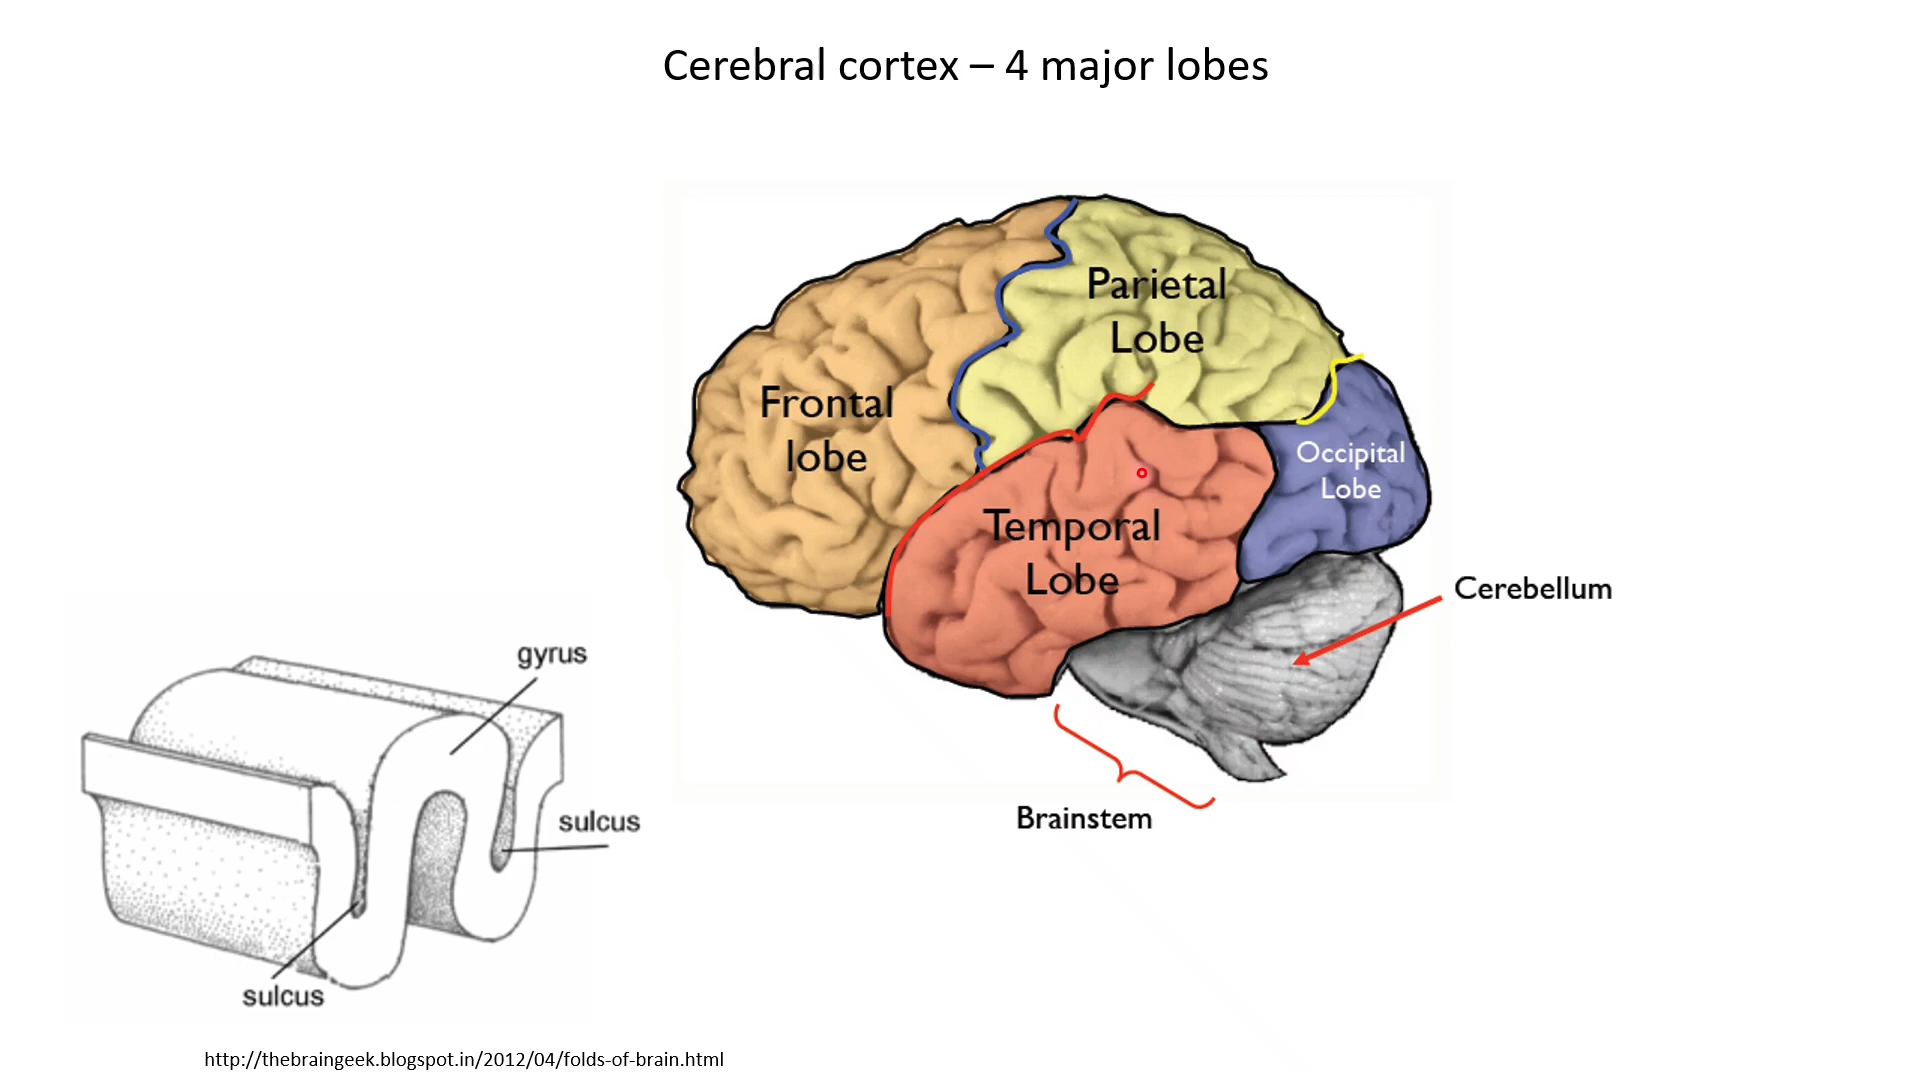 Cerebral cortex – 4 major lobes
Parietal
Lobe
Frontal
lobe
Occipital
Lobe
Temporal
Lobe
Cerebellum
Brainstem
gyrus
sulcus
sulcus
http://thebraingeek.blogspot.in/2012/04/folds-of-brain.html